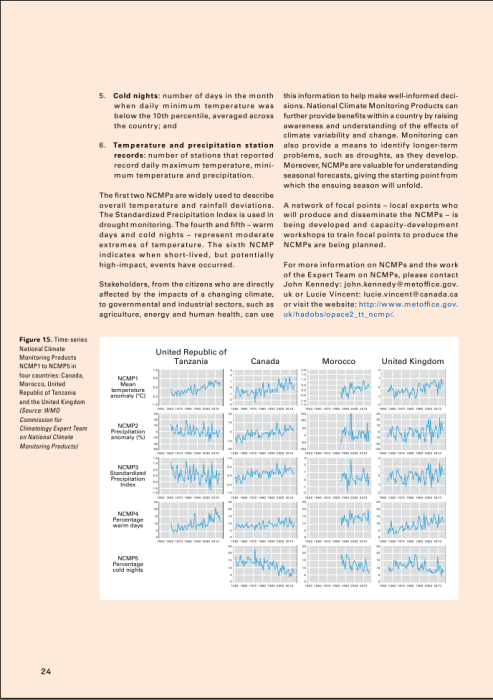 5. Cold nights: number of days in the month
when daily minimum temperature was
below the 10th percentile, averaged across
the country; and
6. Temperature and precipitation station
records: number of stations that reported
record daily maximum temperature, mini-
mum temperature and precipitation.
The first two NCMPs are widely used to describe
overall temperature and rainfall deviations.
The Standardized Precipitation Index is used in
drought monitoring. The fourth and fifth – warm
days and cold nights – represent moderate
extremes of temperature. The sixth NCMP
indicates when short-lived, but potentially
high-impact, events have occurred.
Stakeholders, from the citizens who are directly
affected by the impacts of a changing climate,
to governmental and industrial sectors, such as
agriculture, energy and human health, can use
this information to help make well-informed deci-
sions. National Climate Monitoring Products can
further provide benefits within a country by raising
awareness and understanding of the effects of
climate variability and change. Monitoring can
also provide a means to identify longer-term
problems, such as droughts, as they develop.
Moreover, NCMPs are valuable for understanding
seasonal forecasts, giving the starting point from
which the ensuing season will unfold.
A network of focal points – local experts who
will produce and disseminate the NCMPs – is
being developed and capacity-development
workshops to train focal points to produce the
NCMPs are being planned.
For more information on NCMPs and the work
of the Expert Team on NCMPs, please contact
John Kennedy: john.kennedy@metoffice.gov.
uk or Lucie Vincent: lucie.vincent@canada.ca
or visit the website: http://www.metoffice.gov.
uk/hadobs/opace2_tt_ncmp/.
Figure 15. Time-series
National Climate
Monitoring Products
NCMP1 to NCMP5 in
four countries: Canada,
Morocco, United
Republic of Tanzania
and the United Kingdom
(Source: WMO
Commission for
Climatology Expert Team
on National Climate
Monitoring Products)
United Republic of
Tanzania
Canada
Morocco
United Kingdom
NCMP1
Mean
temperature
anomaly (°C)
NCMP2
Precipitation
anomaly (%)
NCMP3
Standardized
Precipitation
Index
NCMP4
Percentage
warm days
NCMP5
Percentage
cold nights
24